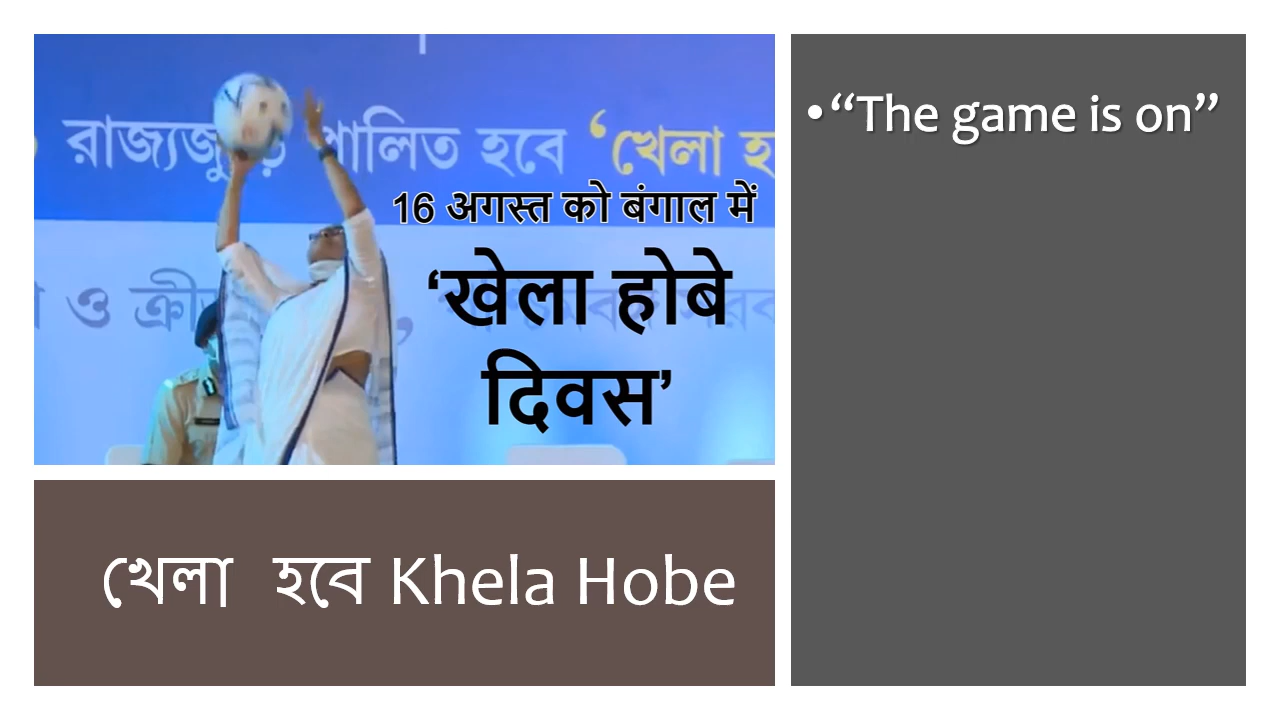 রাজ্যজুড়ে পালিত হবে ‘খেলা হ
16 अगस्त को बंगाल में
‘खेला होबे
दिवस’
ও ক্রী
খেলা হবে Khela Hobe
•“The game is on”